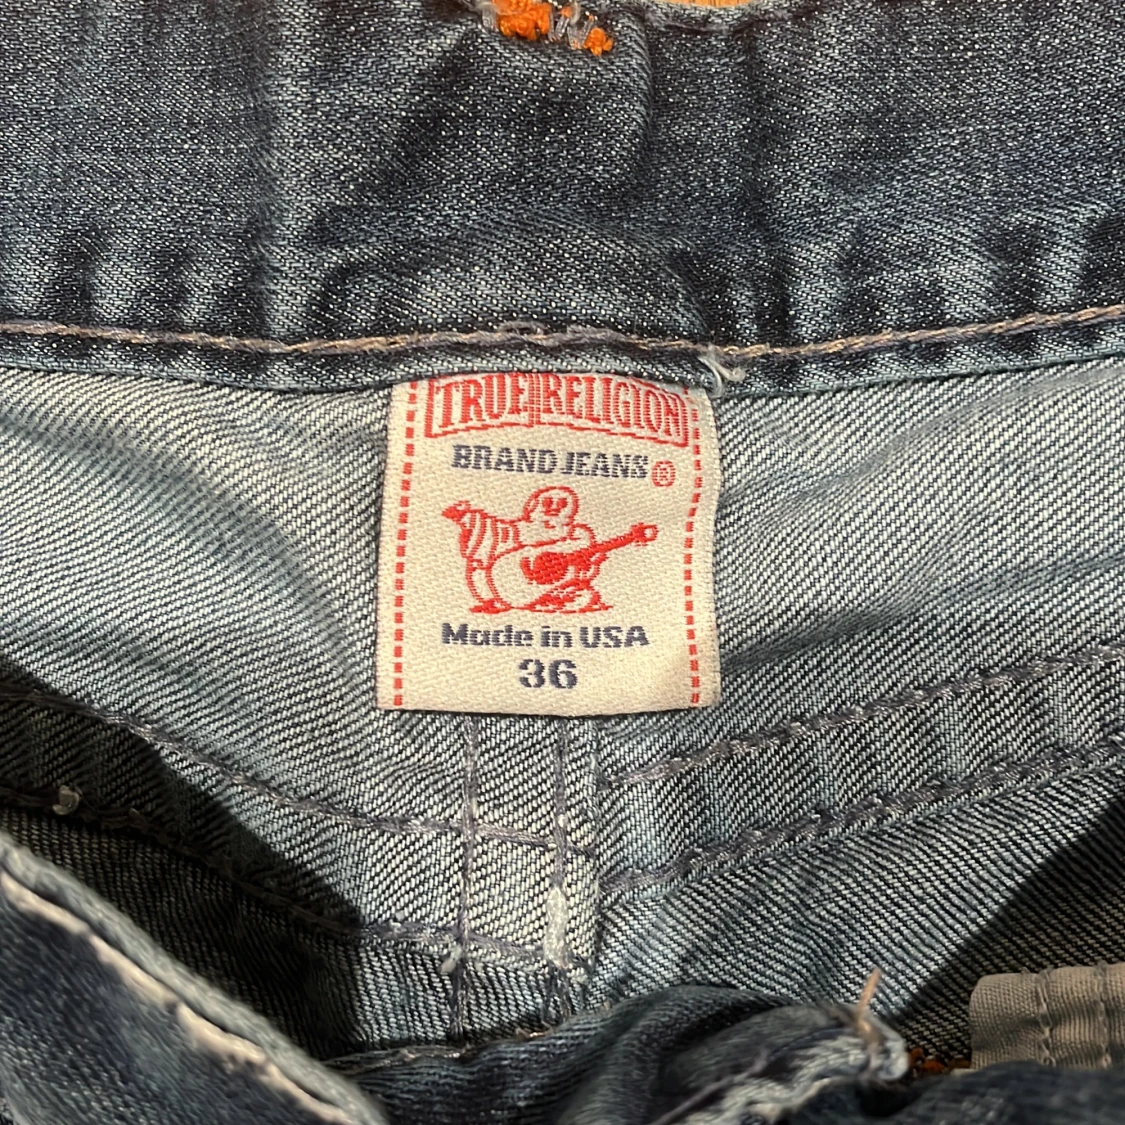 TRUE RELIGION
BRAND JEANS®
Made in USA
36